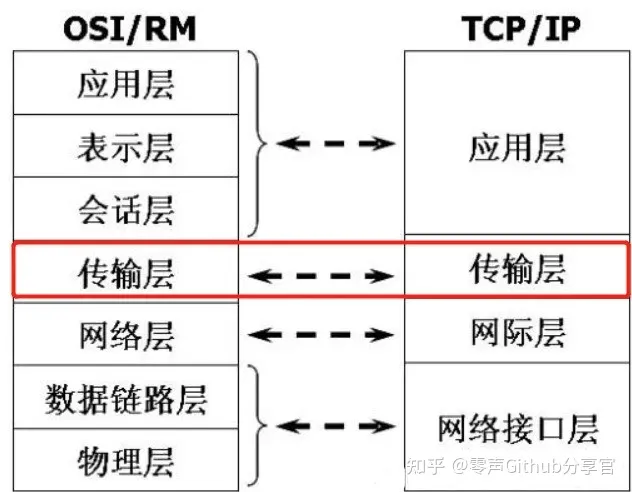 OSI/RM
TCP/IP
应用层
表示层
会话层
应用层
传输层
传输层
网络层
网际层
数据链路层
物理层
网络接口层
知乎 @零声Github分享官